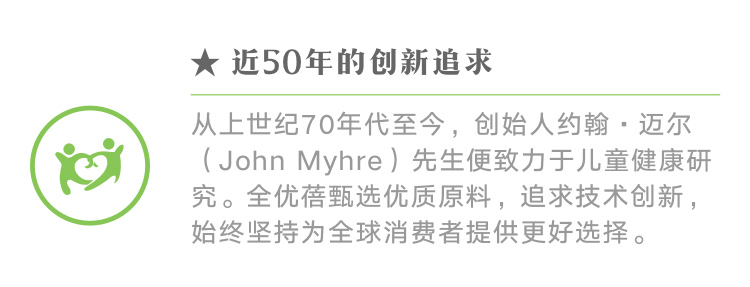 ★ 近50年的创新追求
从上世纪70年代至今，创始人约翰·迈尔
（John Myhre）先生便致力于儿童健康研
究。全优蓓甄选优质原料，追求技术创新，
始终坚持为全球消费者提供更好选择。